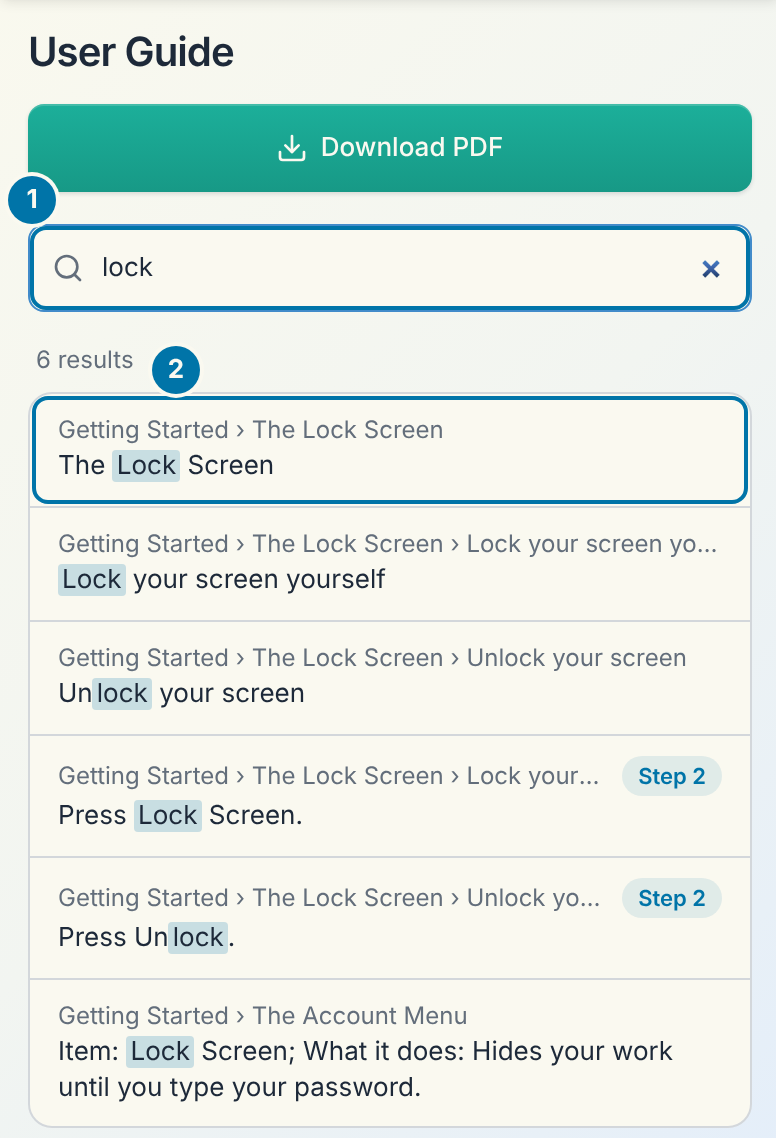 User Guide
Download PDF
1
lock
6 results
2
Getting Started › The Lock Screen
The Lock Screen
Getting Started › The Lock Screen › Lock your screen yo...
Lock your screen yourself
Getting Started › The Lock Screen › Unlock your screen
Unlock your screen
Getting Started › The Lock Screen › Lock your... Step 2
Press Lock Screen.
Getting Started › The Lock Screen › Unlock yo... Step 2
Press Unlock.
Getting Started › The Account Menu
Item: Lock Screen; What it does: Hides your work
until you type your password.